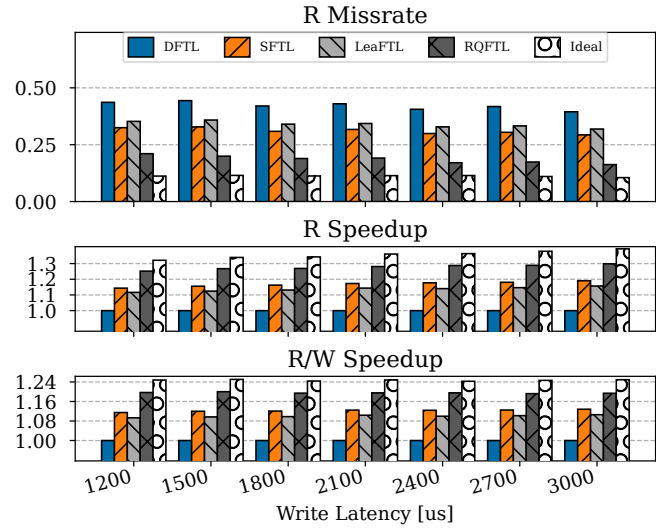 R Missrate
DFTL SFTL LeaFTL RQFTL Ideal
0.50
0.25
0.00
R Speedup
1.3
1.2
1.1
1.0
R/W Speedup
1.24
1.16
1.08
1.00
1200 1500 1800 2100 2400 2700 3000
Write Latency [us]